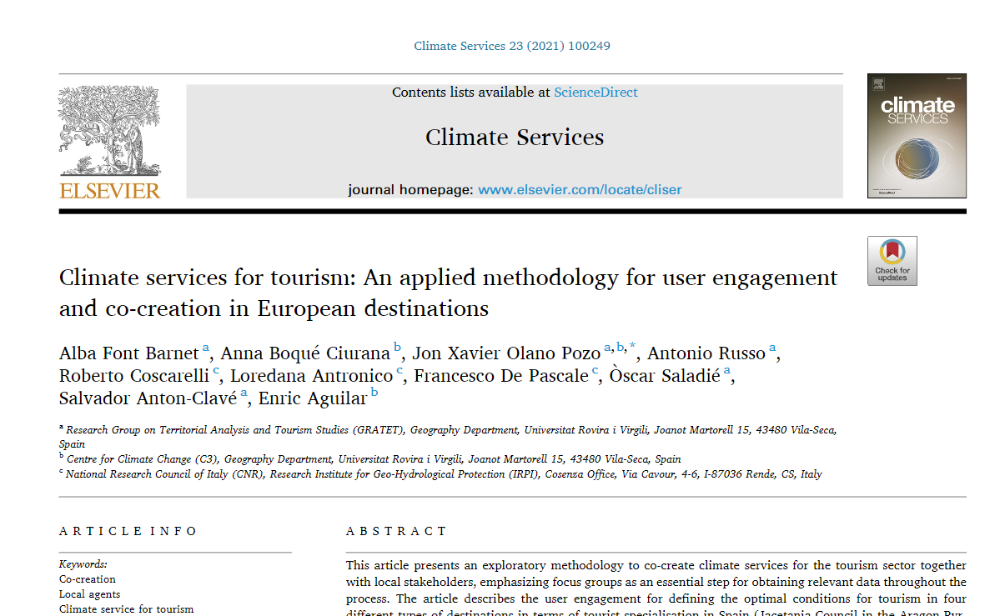 Climate Services 23 (2021) 100249
Contents lists available at ScienceDirect
Climate Services
journal homepage: www.elsevier.com/locate/cliser
ELSEVIER
climate
SERVICES
ScienceDirect
Check for
updates
Climate services for tourism: An applied methodology for user engagement
and co-creation in European destinations
Alba Font Barnet a, Anna Boqué Ciurana b, Jon Xavier Olano Pozo a,b,*, Antonio Russo a,
Roberto Coscarelli c, Loredana Antronico c, Francesco De Pascale c, Òscar Saladié a,
Salvador Anton-Clavé a, Enric Aguilar b
a Research Group on Territorial Analysis and Tourism Studies (GRATET), Geography Department, Universitat Rovira i Virgili, Joanot Martorell 15, 43480 Vila-Seca,
Spain
b Centre for Climate Change (C3), Geography Department, Universitat Rovira i Virgili, Joanot Martorell 15, 43480 Vila-Seca, Spain
c National Research Council of Italy (CNR), Research Institute for Geo-Hydrological Protection (IRPI), Cosenza Office, Via Cavour, 4-6, I-87036 Rende, CS, Italy
ARTICLE INFO
Keywords:
Co-creation
Local agents
Climate service for tourism
ABSTRACT
This article presents an exploratory methodology to co-create climate services for the tourism sector together
with local stakeholders, emphasizing focus groups as an essential step for obtaining relevant data throughout the
process. The article describes the user engagement for defining the optimal conditions for tourism in four
different types of destinations in terms of tourist specialisation in Spain (Jacetania Council in the Aragon Pyr-